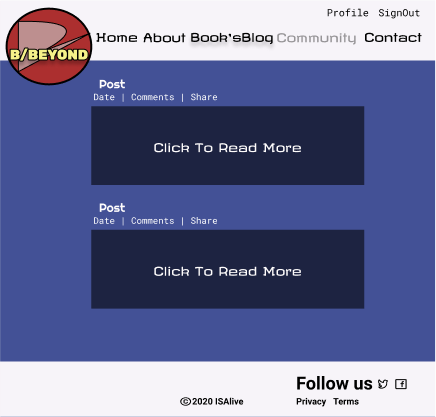 Profile SignOut
B/BEYOND
Home About Book'sBlog Community Contact
Post
Date | Comments | Share
Click To Read More
Post
Date | Comments | Share
Click To Read More
Follow us
©2020 ISAlive
Privacy Terms